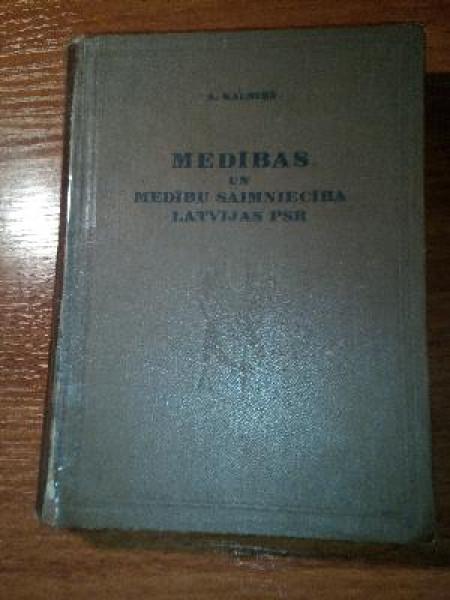 A. KALNIŅŠ
MEDĪBAS
UN
MEDĪBU SAIMNIECĪBA
LATVIJAS PSR